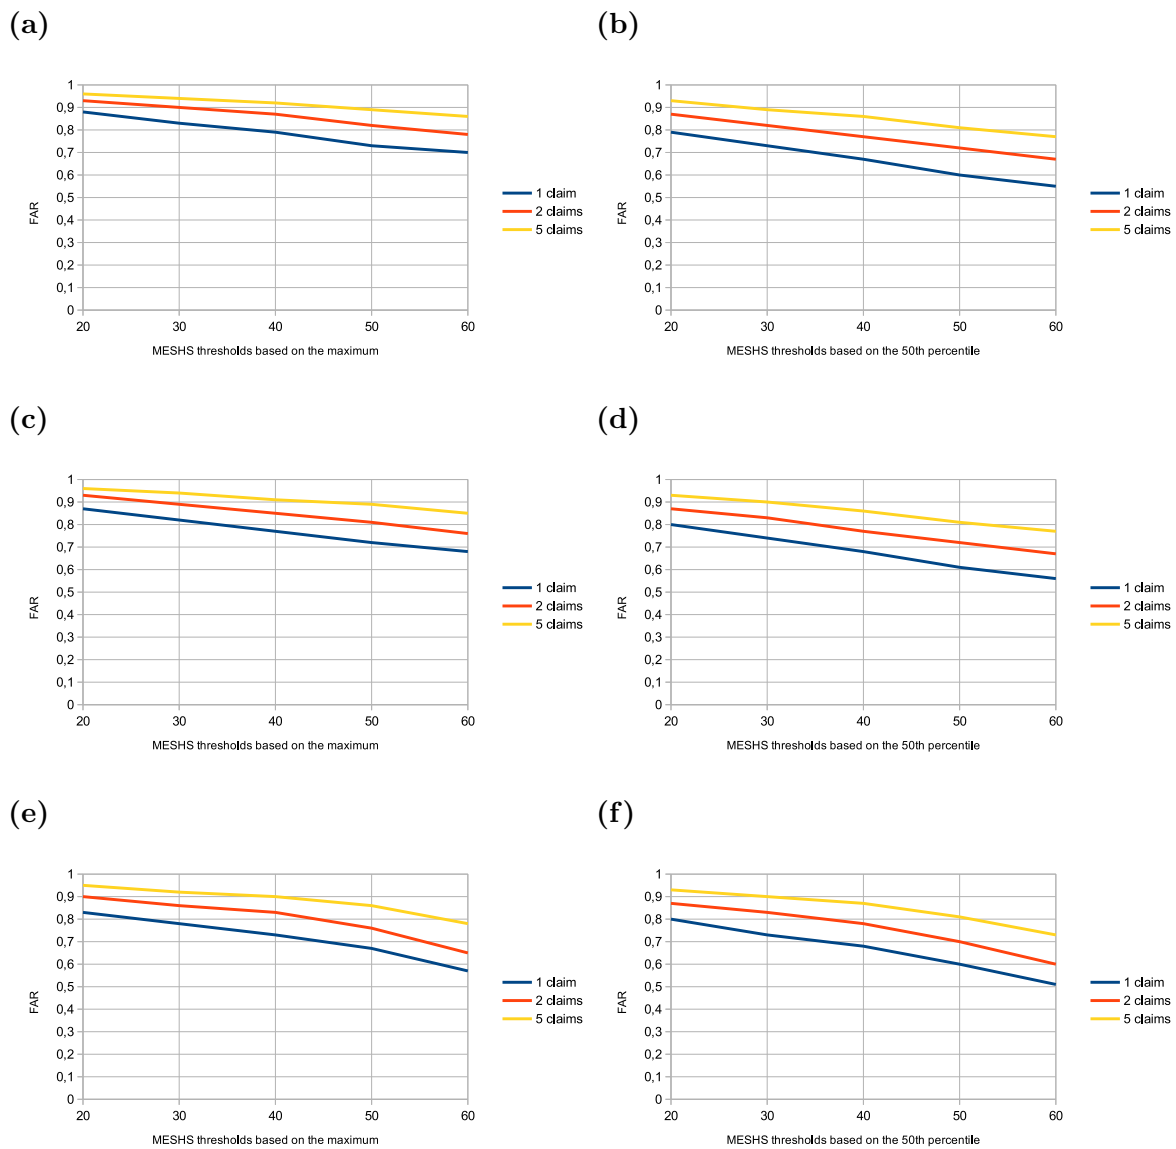 (a)
1
0,9
0,8
0,7
0,6
0,5
0,4
0,3
0,2
0,1
0
FAR
20 30 40 50 60
MESHS thresholds based on the maximum
1 claim
2 claims
5 claims
(b)
1
0,9
0,8
0,7
0,6
0,5
0,4
0,3
0,2
0,1
0
FAR
20 30 40 50 60
MESHS thresholds based on the 50th percentile
1 claim
2 claims
5 claims
(c)
1
0,9
0,8
0,7
0,6
0,5
0,4
0,3
0,2
0,1
0
FAR
20 30 40 50 60
MESHS thresholds based on the maximum
1 claim
2 claims
5 claims
(d)
1
0,9
0,8
0,7
0,6
0,5
0,4
0,3
0,2
0,1
0
FAR
20 30 40 50 60
MESHS thresholds based on the 50th percentile
1 claim
2 claims
5 claims
(e)
1
0,9
0,8
0,7
0,6
0,5
0,4
0,3
0,2
0,1
0
FAR
20 30 40 50 60
MESHS thresholds based on the maximum
1 claim
2 claims
5 claims
(f)
1
0,9
0,8
0,7
0,6
0,5
0,4
0,3
0,2
0,1
0
FAR
20 30 40 50 60
MESHS thresholds based on the 50th percentile
1 claim
2 claims
5 claims